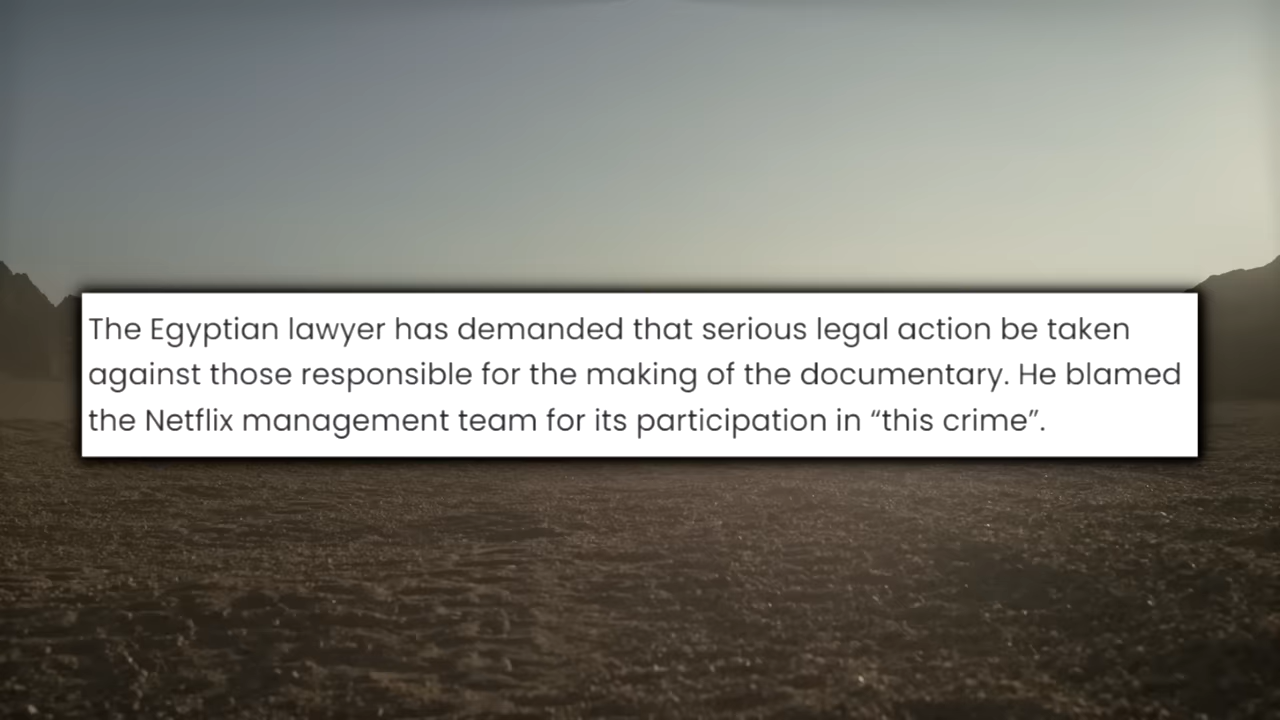 The Egyptian lawyer has demanded that serious legal action be taken
against those responsible for the making of the documentary. He blamed
the Netflix management team for its participation in “this crime”.